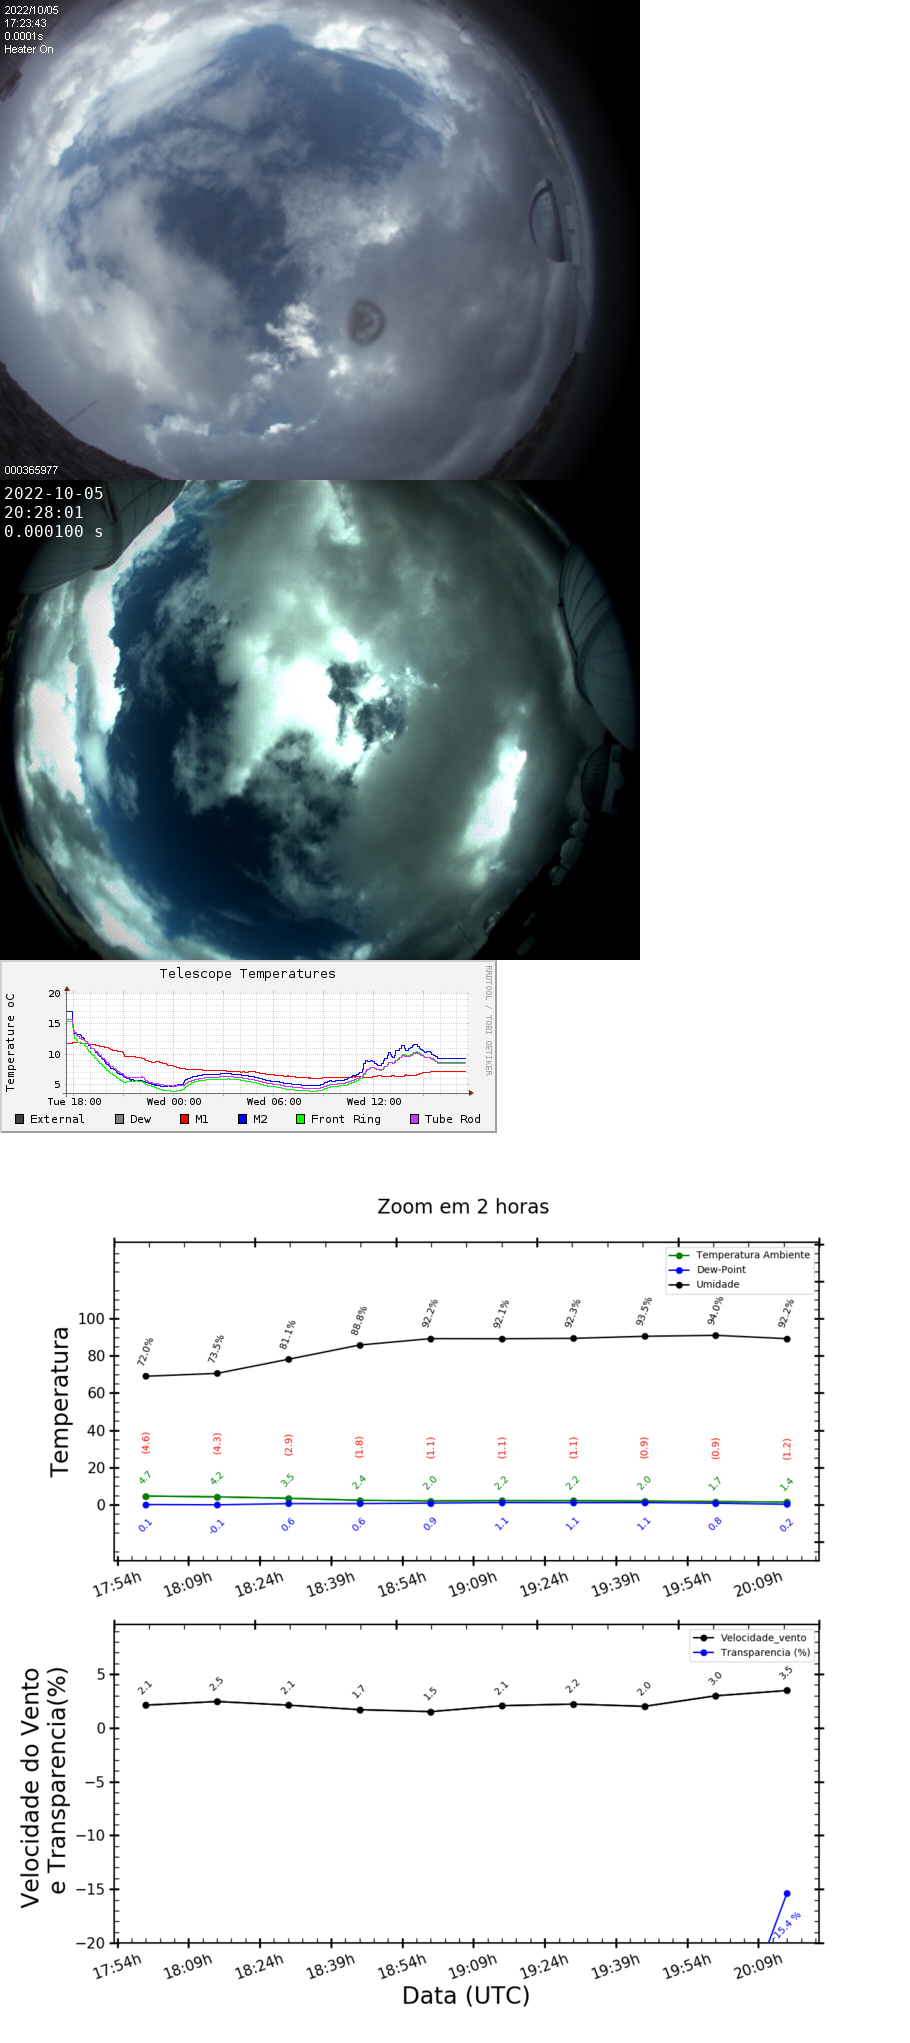 2022/10/05
17:23:43
0.0001s
Heater On
000365977
2022-10-05
20:28:01
0.000100 s
Telescope Temperatures
RRDTOOL / TOBI OETIKER
Temperature oC
20
15
10
5
Tue 18:00 Wed 00:00 Wed 06:00 Wed 12:00
External Dew M1 M2 Front Ring Tube Rod
Zoom em 2 horas
Temperatura Ambiente
Dew-Point
Umidade
Temperatura
100
80
60
40
20
0
72.0% 73.5% 81.1% 88.8% 92.2% 92.1% 92.3% 93.5% 94.0% 92.2%
(4.6) (4.3) (2.9) (1.8) (1.1) (1.1) (1.1) (0.9) (0.9) (1.2)
4.7 4.2 3.5 2.4 2.0 2.2 2.2 2.0 1.7 1.4
0.1 -0.1 0.6 0.6 0.9 1.1 1.1 1.1 0.8 0.2
17:54h 18:09h 18:24h 18:39h 18:54h 19:09h 19:24h 19:39h 19:54h 20:09h
Velocidade_vento
Transparencia (%)
Velocidade do Vento
e Transparencia(%)
5
0
−5
−10
−15
−20
2.1 2.5 2.1 1.7 1.5 2.1 2.2 2.0 3.0 3.5
-15.4 %
17:54h 18:09h 18:24h 18:39h 18:54h 19:09h 19:24h 19:39h 19:54h 20:09h
Data (UTC)